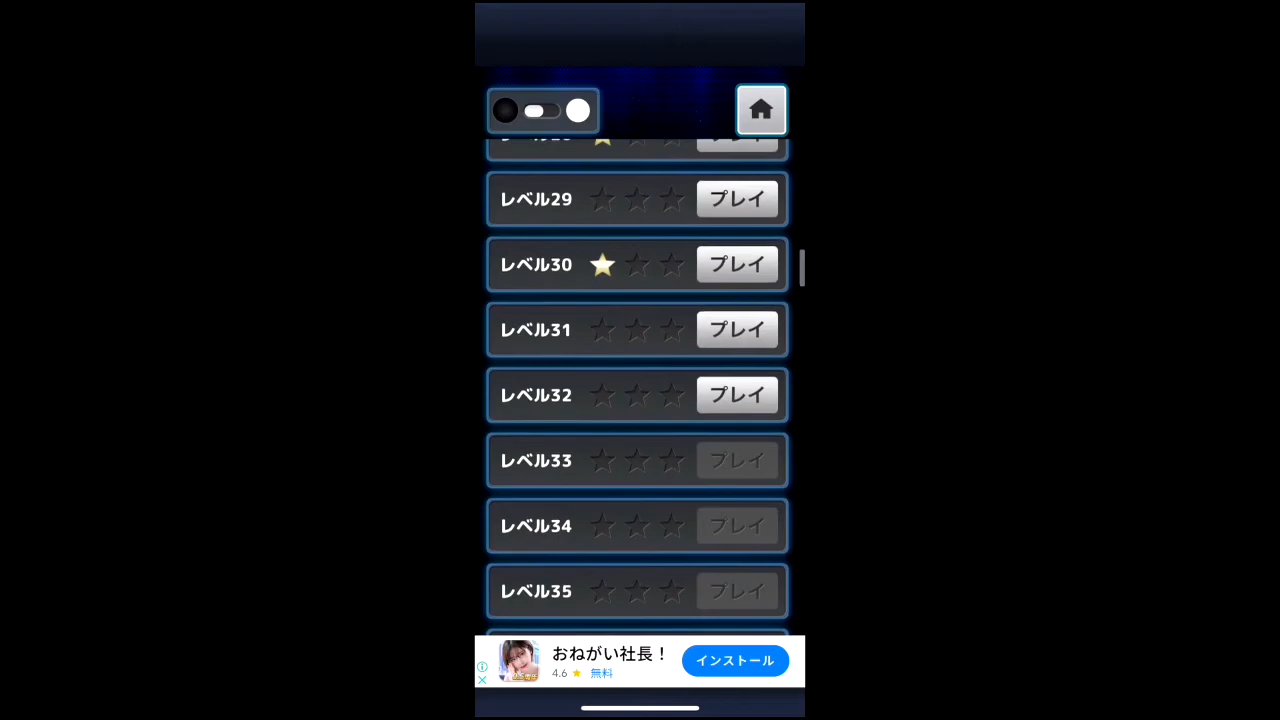 レベル29 プレイ
レベル30 プレイ
レベル31 プレイ
レベル32 プレイ
レベル33 プレイ
レベル34 プレイ
レベル35 プレイ
おねがい社長！
4.6 ★ 無料
インストール